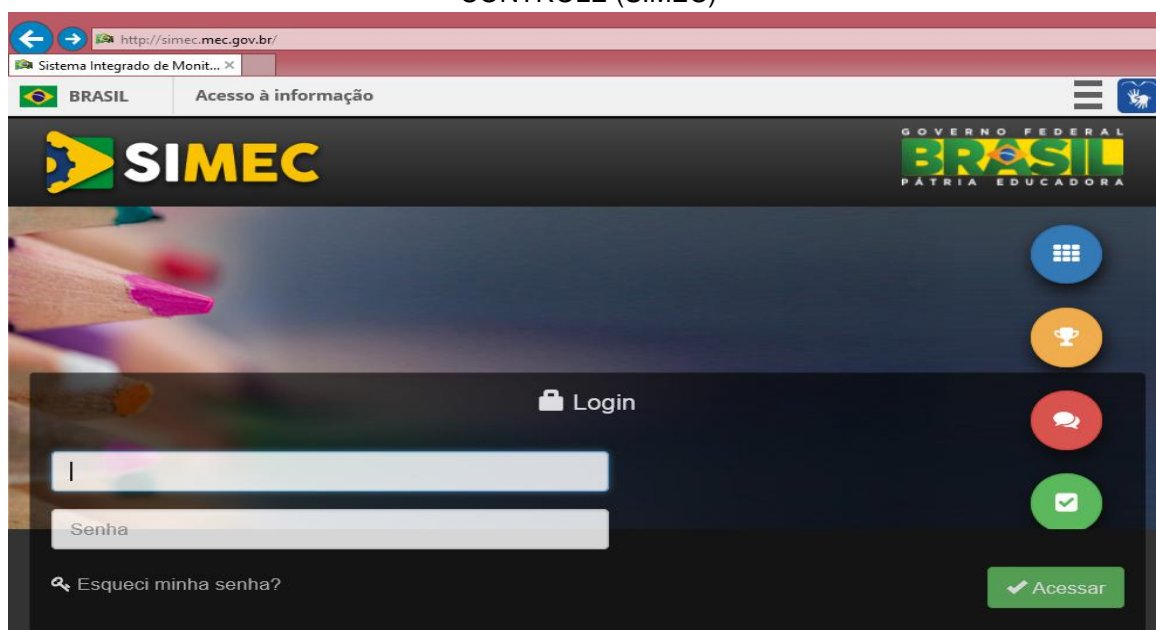 CONTROLE (SIMEC)
http://simec.mec.gov.br/
Sistema Integrado de Monit...
BRASIL
Acesso à informação
SIMEC
GOVERNO FEDERAL
BRASIL
PÁTRIA EDUCADORA
Login
Senha
Esqueci minha senha?
Acessar